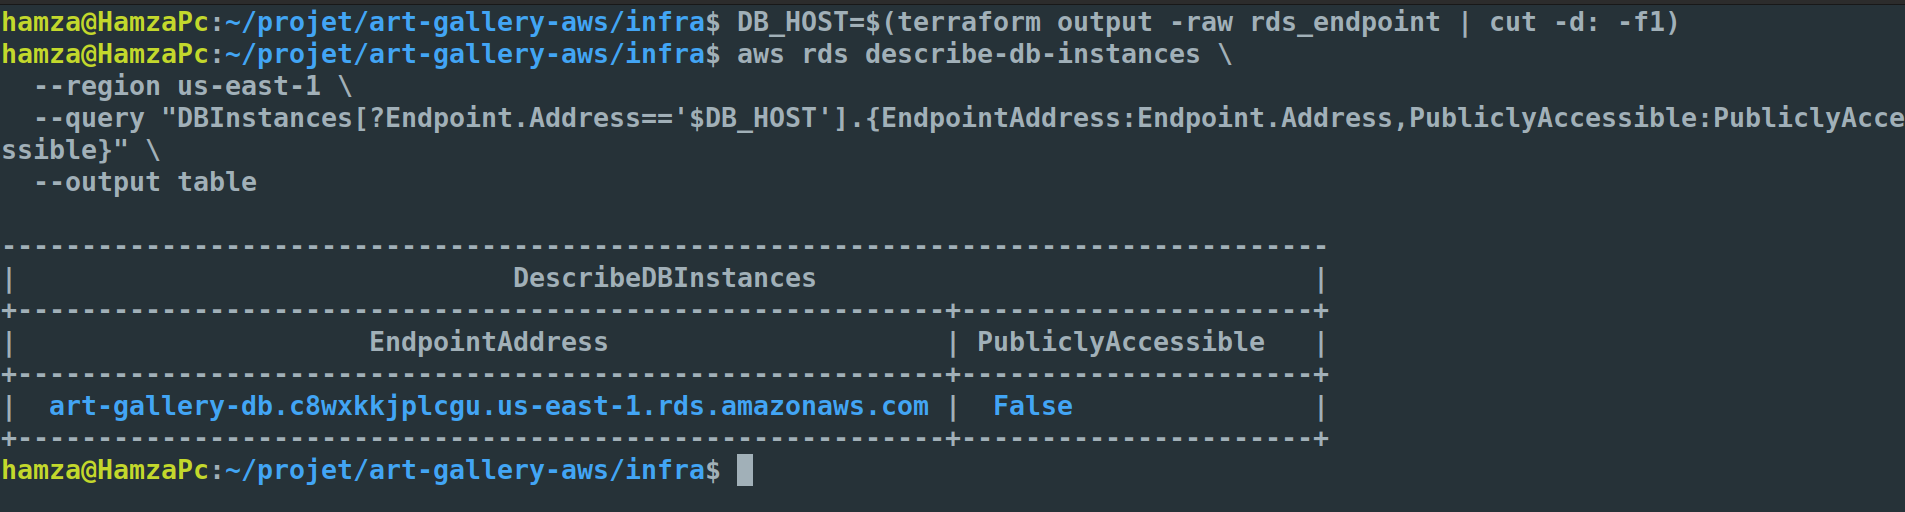 hamza@HamzaPc:~/projet/art-gallery-aws/infra$ DB_HOST=$(terraform output -raw rds_endpoint | cut -d: -f1)
hamza@HamzaPc:~/projet/art-gallery-aws/infra$ aws rds describe-db-instances \
  --region us-east-1 \
  --query "DBInstances[?Endpoint.Address=='$DB_HOST'].{EndpointAddress:Endpoint.Address,PubliclyAccessible:PubliclyAcce
ssible}" \
  --output table

-----------------------------------------------------------------------------------
|                               DescribeDBInstances                               |
+----------------------------------------------------------+----------------------+
|                      EndpointAddress                     | PubliclyAccessible   |
+----------------------------------------------------------+----------------------+
|  art-gallery-db.c8wxkkjplcgu.us-east-1.rds.amazonaws.com |  False               |
+----------------------------------------------------------+----------------------+
hamza@HamzaPc:~/projet/art-gallery-aws/infra$